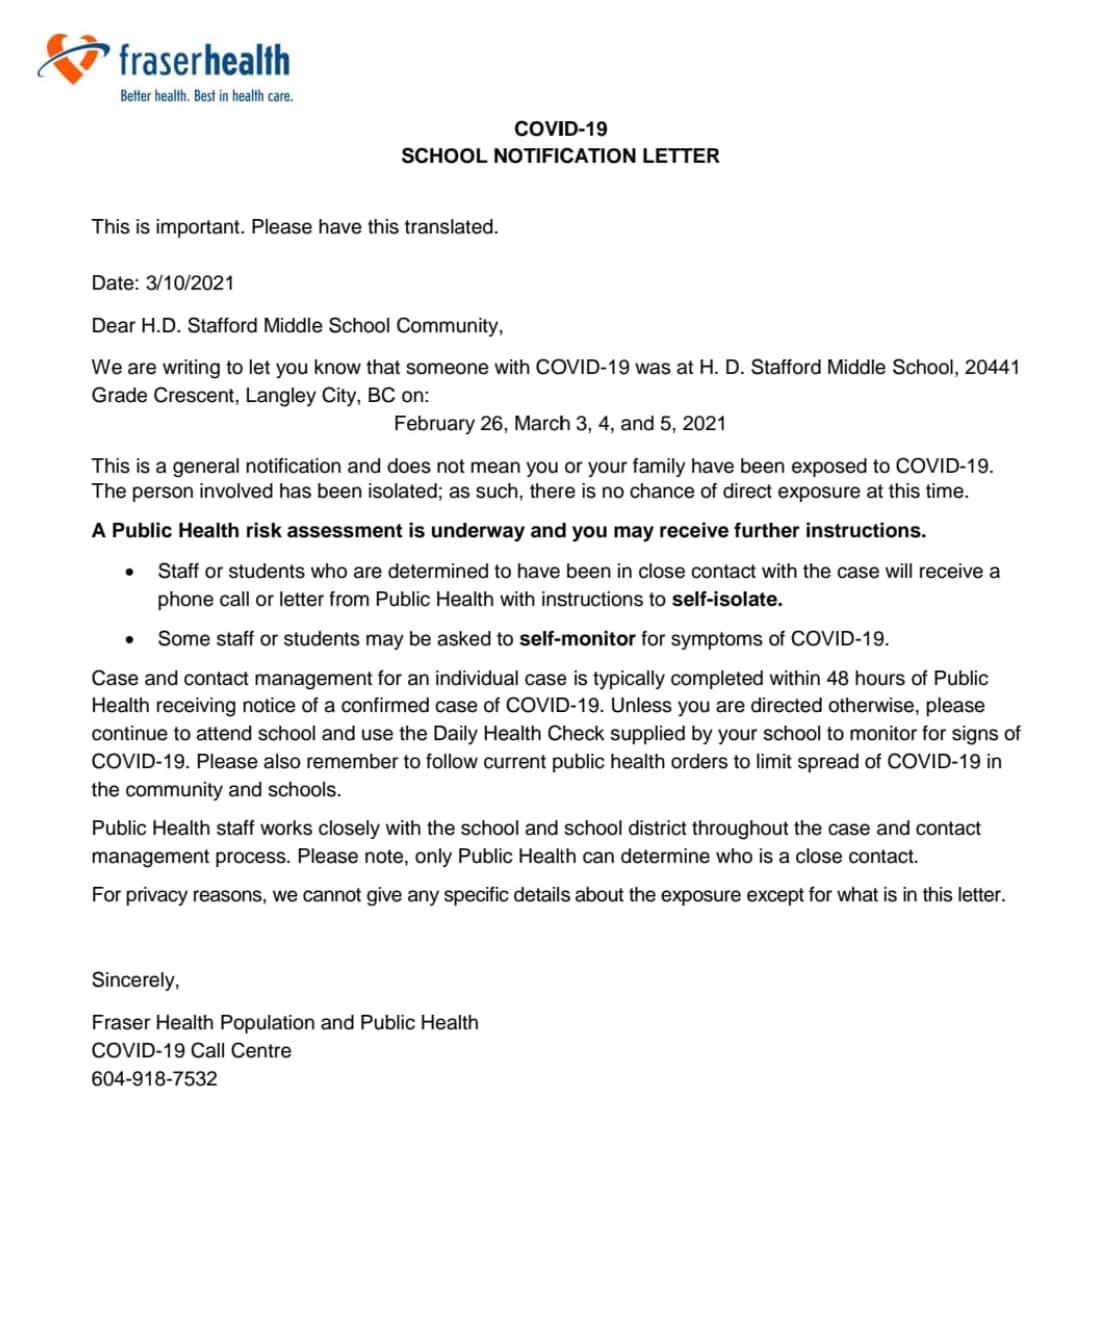 fraserhealth
Better health. Best in health care.
COVID-19
SCHOOL NOTIFICATION LETTER
This is important. Please have this translated.
Date: 3/10/2021
Dear H.D. Stafford Middle School Community,
We are writing to let you know that someone with COVID-19 was at H. D. Stafford Middle School, 20441
Grade Crescent, Langley City, BC on:
February 26, March 3, 4, and 5, 2021
This is a general notification and does not mean you or your family have been exposed to COVID-19.
The person involved has been isolated; as such, there is no chance of direct exposure at this time.
A Public Health risk assessment is underway and you may receive further instructions.
• Staff or students who are determined to have been in close contact with the case will receive a
phone call or letter from Public Health with instructions to self-isolate.
• Some staff or students may be asked to self-monitor for symptoms of COVID-19.
Case and contact management for an individual case is typically completed within 48 hours of Public
Health receiving notice of a confirmed case of COVID-19. Unless you are directed otherwise, please
continue to attend school and use the Daily Health Check supplied by your school to monitor for signs of
COVID-19. Please also remember to follow current public health orders to limit spread of COVID-19 in
the community and schools.
Public Health staff works closely with the school and school district throughout the case and contact
management process. Please note, only Public Health can determine who is a close contact.
For privacy reasons, we cannot give any specific details about the exposure except for what is in this letter.
Sincerely,
Fraser Health Population and Public Health
COVID-19 Call Centre
604-918-7532